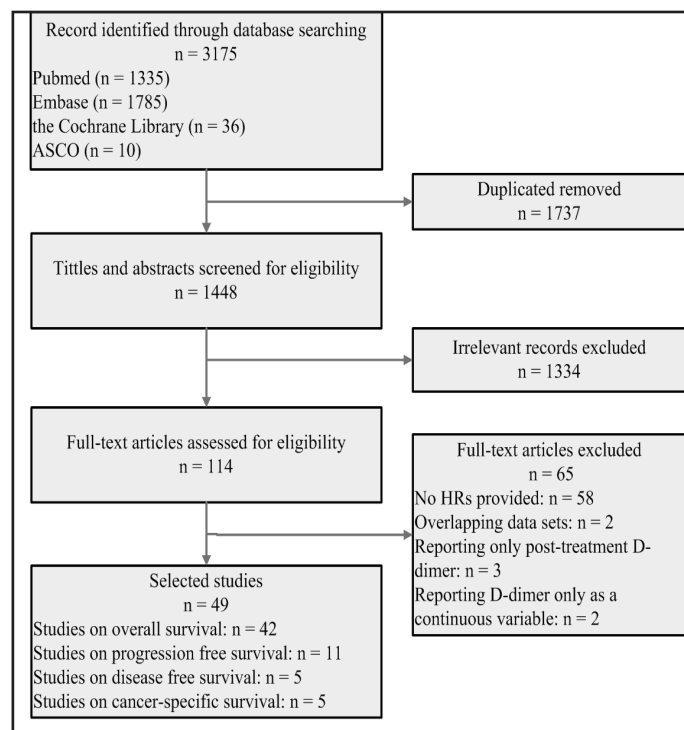 Record identified through database searching
n = 3175
Pubmed (n = 1335)
Embase (n = 1785)
the Cochrane Library (n = 36)
ASCO (n = 10)
Duplicated removed
n = 1737
Tittles and abstracts screened for eligibility
n = 1448
Irrelevant records excluded
n = 1334
Full-text articles assessed for eligibility
n = 114
Full-text articles excluded
n = 65
No HRs provided: n = 58
Overlapping data sets: n = 2
Reporting only post-treatment D-
dimer: n = 3
Reporting D-dimer only as a
continuous variable: n = 2
Selected studies
n = 49
Studies on overall survival: n = 42
Studies on progression free survival: n = 11
Studies on disease free survival: n = 5
Studies on cancer-specific survival: n = 5